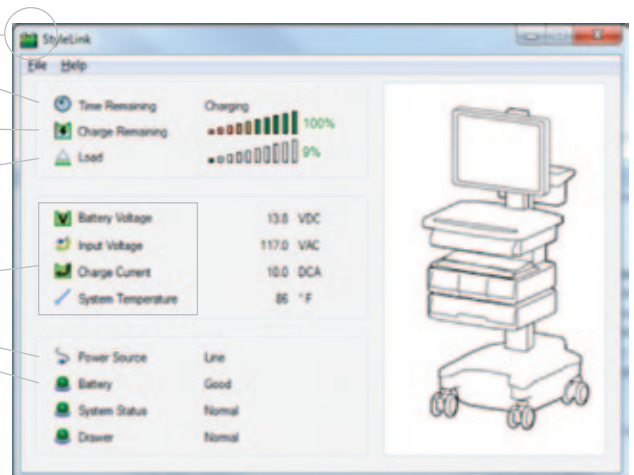 StyleLink
File Help
Time Remaining Charging
Charge Remaining 100%
Load 9%
Battery Voltage 13.8 VDC
Input Voltage 117.0 VAC
Charge Current 10.0 DCA
System Temperature 86 °F
Power Source Line
Battery Good
System Status Normal
Drawer Normal